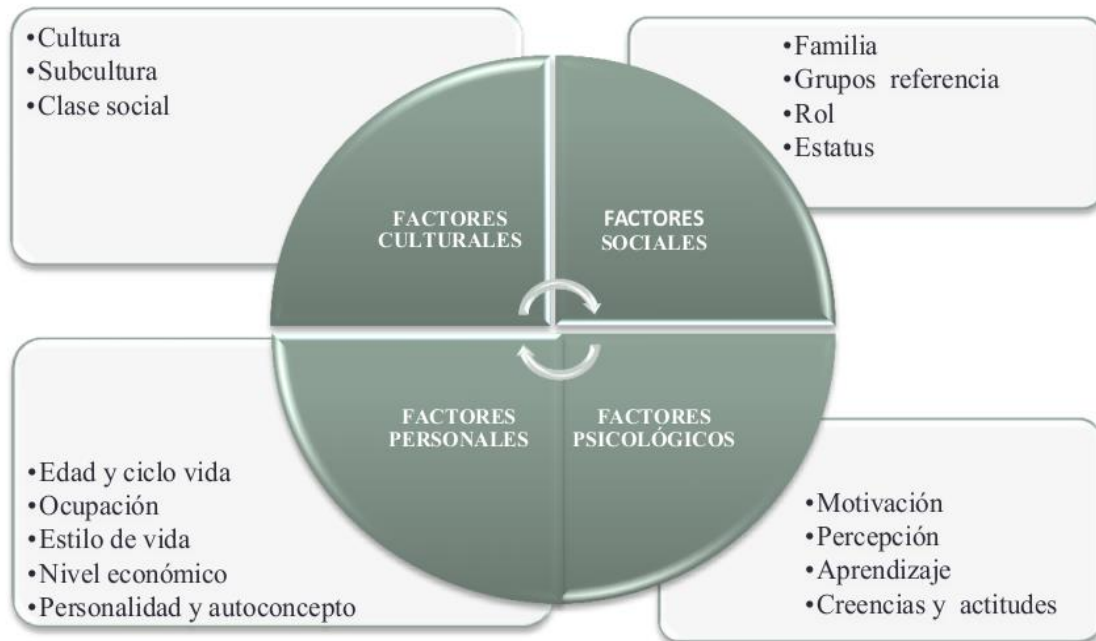 •Cultura
•Subcultura
•Clase social
•Familia
•Grupos referencia
•Rol
•Estatus
FACTORES
CULTURALES
FACTORES
SOCIALES
FACTORES
PERSONALES
FACTORES
PSICOLÓGICOS
•Edad y ciclo vida
•Ocupación
•Estilo de vida
•Nivel económico
•Personalidad y autoconcepto
•Motivación
•Percepción
•Aprendizaje
•Creencias y actitudes